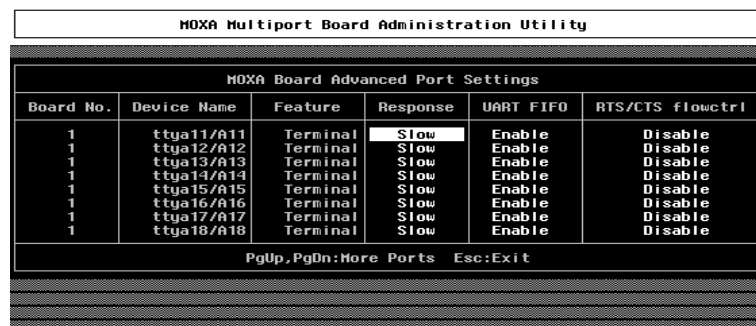 MOXA Multiport Board Administration Utility
MOXA Board Advanced Port Settings
Board No. Device Name Feature Response UART FIFO RTS/CTS flowctrl
1 ttya11/A11 Terminal Slow Enable Disable
1 ttya12/A12 Terminal Slow Enable Disable
1 ttya13/A13 Terminal Slow Enable Disable
1 ttya14/A14 Terminal Slow Enable Disable
1 ttya15/A15 Terminal Slow Enable Disable
1 ttya16/A16 Terminal Slow Enable Disable
1 ttya17/A17 Terminal Slow Enable Disable
1 ttya18/A18 Terminal Slow Enable Disable
PgUp,PgDn:More Ports Esc:Exit